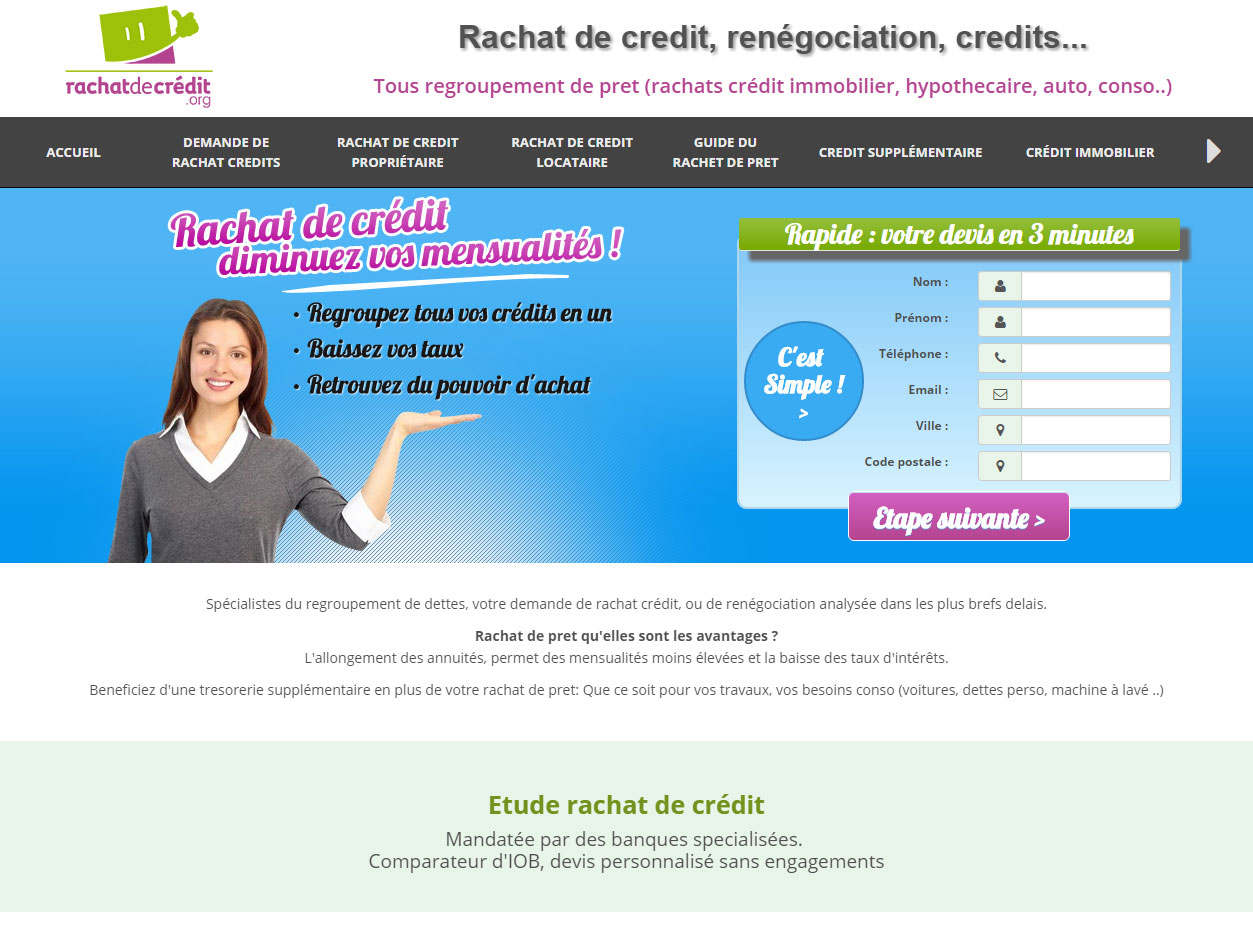 rachatdecrédit
.org
Rachat de credit, renégociation, credits...
Tous regroupement de pret (rachats crédit immobilier, hypothecaire, auto, conso..)
ACCUEIL
DEMANDE DE
RACHAT CREDITS
RACHAT DE CREDIT
PROPRIÉTAIRE
RACHAT DE CREDIT
LOCATAIRE
GUIDE DU
RACHET DE PRET
CREDIT SUPPLÉMENTAIRE
CRÉDIT IMMOBILIER
Rachat de crédit
diminuez vos mensualités !
• Regroupez tous vos crédits en un
• Baissez vos taux
• Retrouvez du pouvoir d'achat
Rapide : votre devis en 3 minutes
C'est
Simple !
>
Nom :
Prénom :
Téléphone :
Email :
Ville :
Code postale :
Etape suivante >
Spécialistes du regroupement de dettes, votre demande de rachat crédit, ou de renégociation analysée dans les plus brefs delais.
Rachat de pret qu'elles sont les avantages ?
L'allongement des annuités, permet des mensualités moins élevées et la baisse des taux d'intérêts.
Beneficiez d'une tresorerie supplémentaire en plus de votre rachat de pret: Que ce soit pour vos travaux, vos besoins conso (voitures, dettes perso, machine à lavé ..)
Etude rachat de crédit
Mandatée par des banques specialisées.
Comparateur d'IOB, devis personnalisé sans engagements